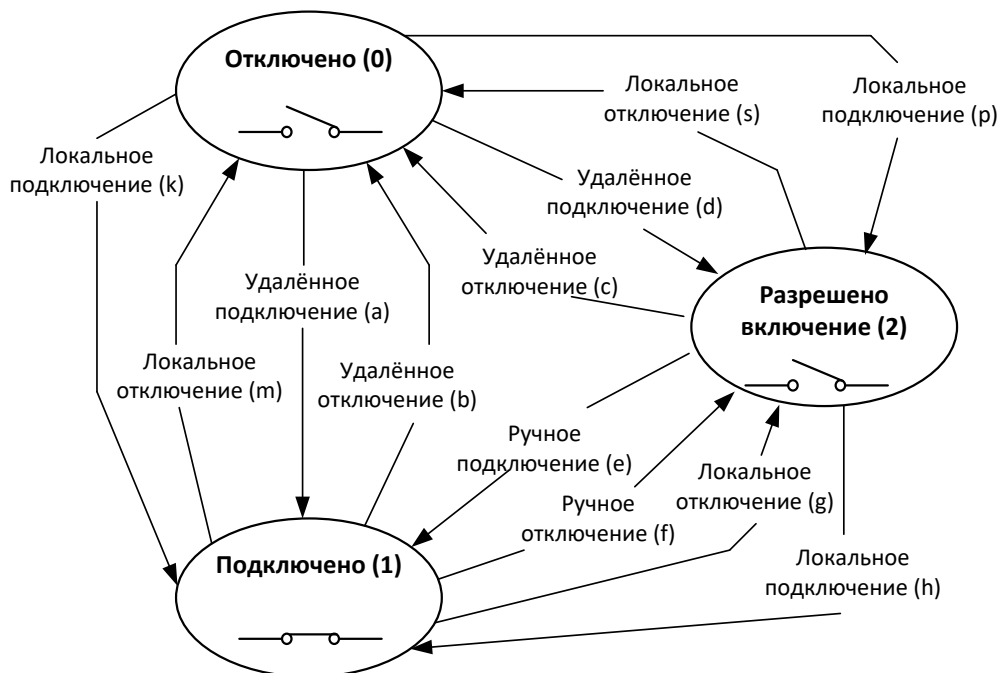 Отключено (0)
Локальное
отключение (s)
Локальное
подключение (p)
Локальное
подключение (k)
Удалённое
подключение (d)
Удалённое
отключение (c)
Удалённое
подключение (a)
Разрешено
включение (2)
Локальное
отключение (m)
Удалённое
отключение (b)
Ручное
подключение (e)
Локальное
отключение (g)
Ручное
отключение (f)
Локальное
подключение (h)
Подключено (1)